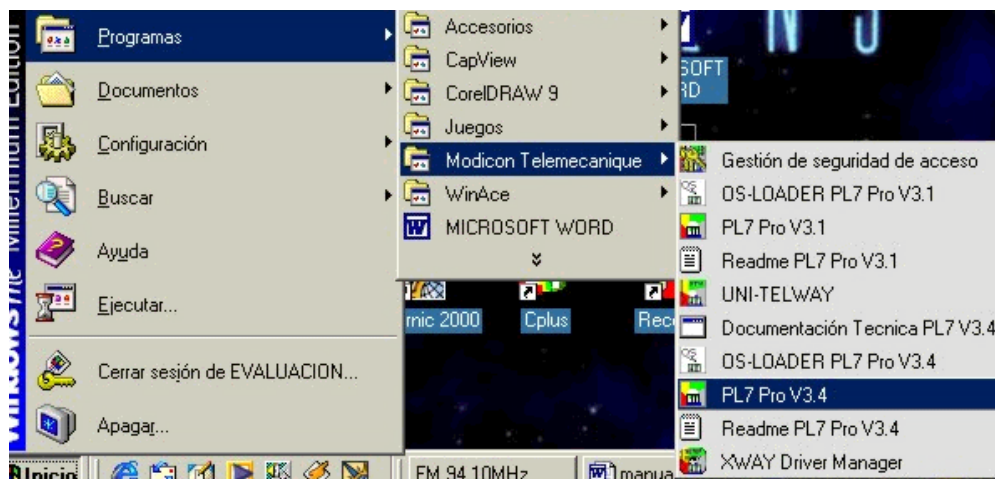 Windows Me Millennium Edition
Programas
Documentos
Configuración
Buscar
Ayuda
Ejecutar...
Cerrar sesión de EVALUACION...
Apagar...
Inicio
Accesorios
CapView
CorelDRAW 9
Juegos
Modicon Telemecanique
WinAce
MICROSOFT WORD
Gestión de seguridad de acceso
OS-LOADER PL7 Pro V3.1
PL7 Pro V3.1
Readme PL7 Pro V3.1
UNI-TELWAY
Documentación Tecnica PL7 V3.4
OS-LOADER PL7 Pro V3.4
PL7 Pro V3.4
Readme PL7 Pro V3.4
XWAY Driver Manager
N J
SOFT
RD
mic 2000
Cplus
Rec
FM 94.10MHz
manua